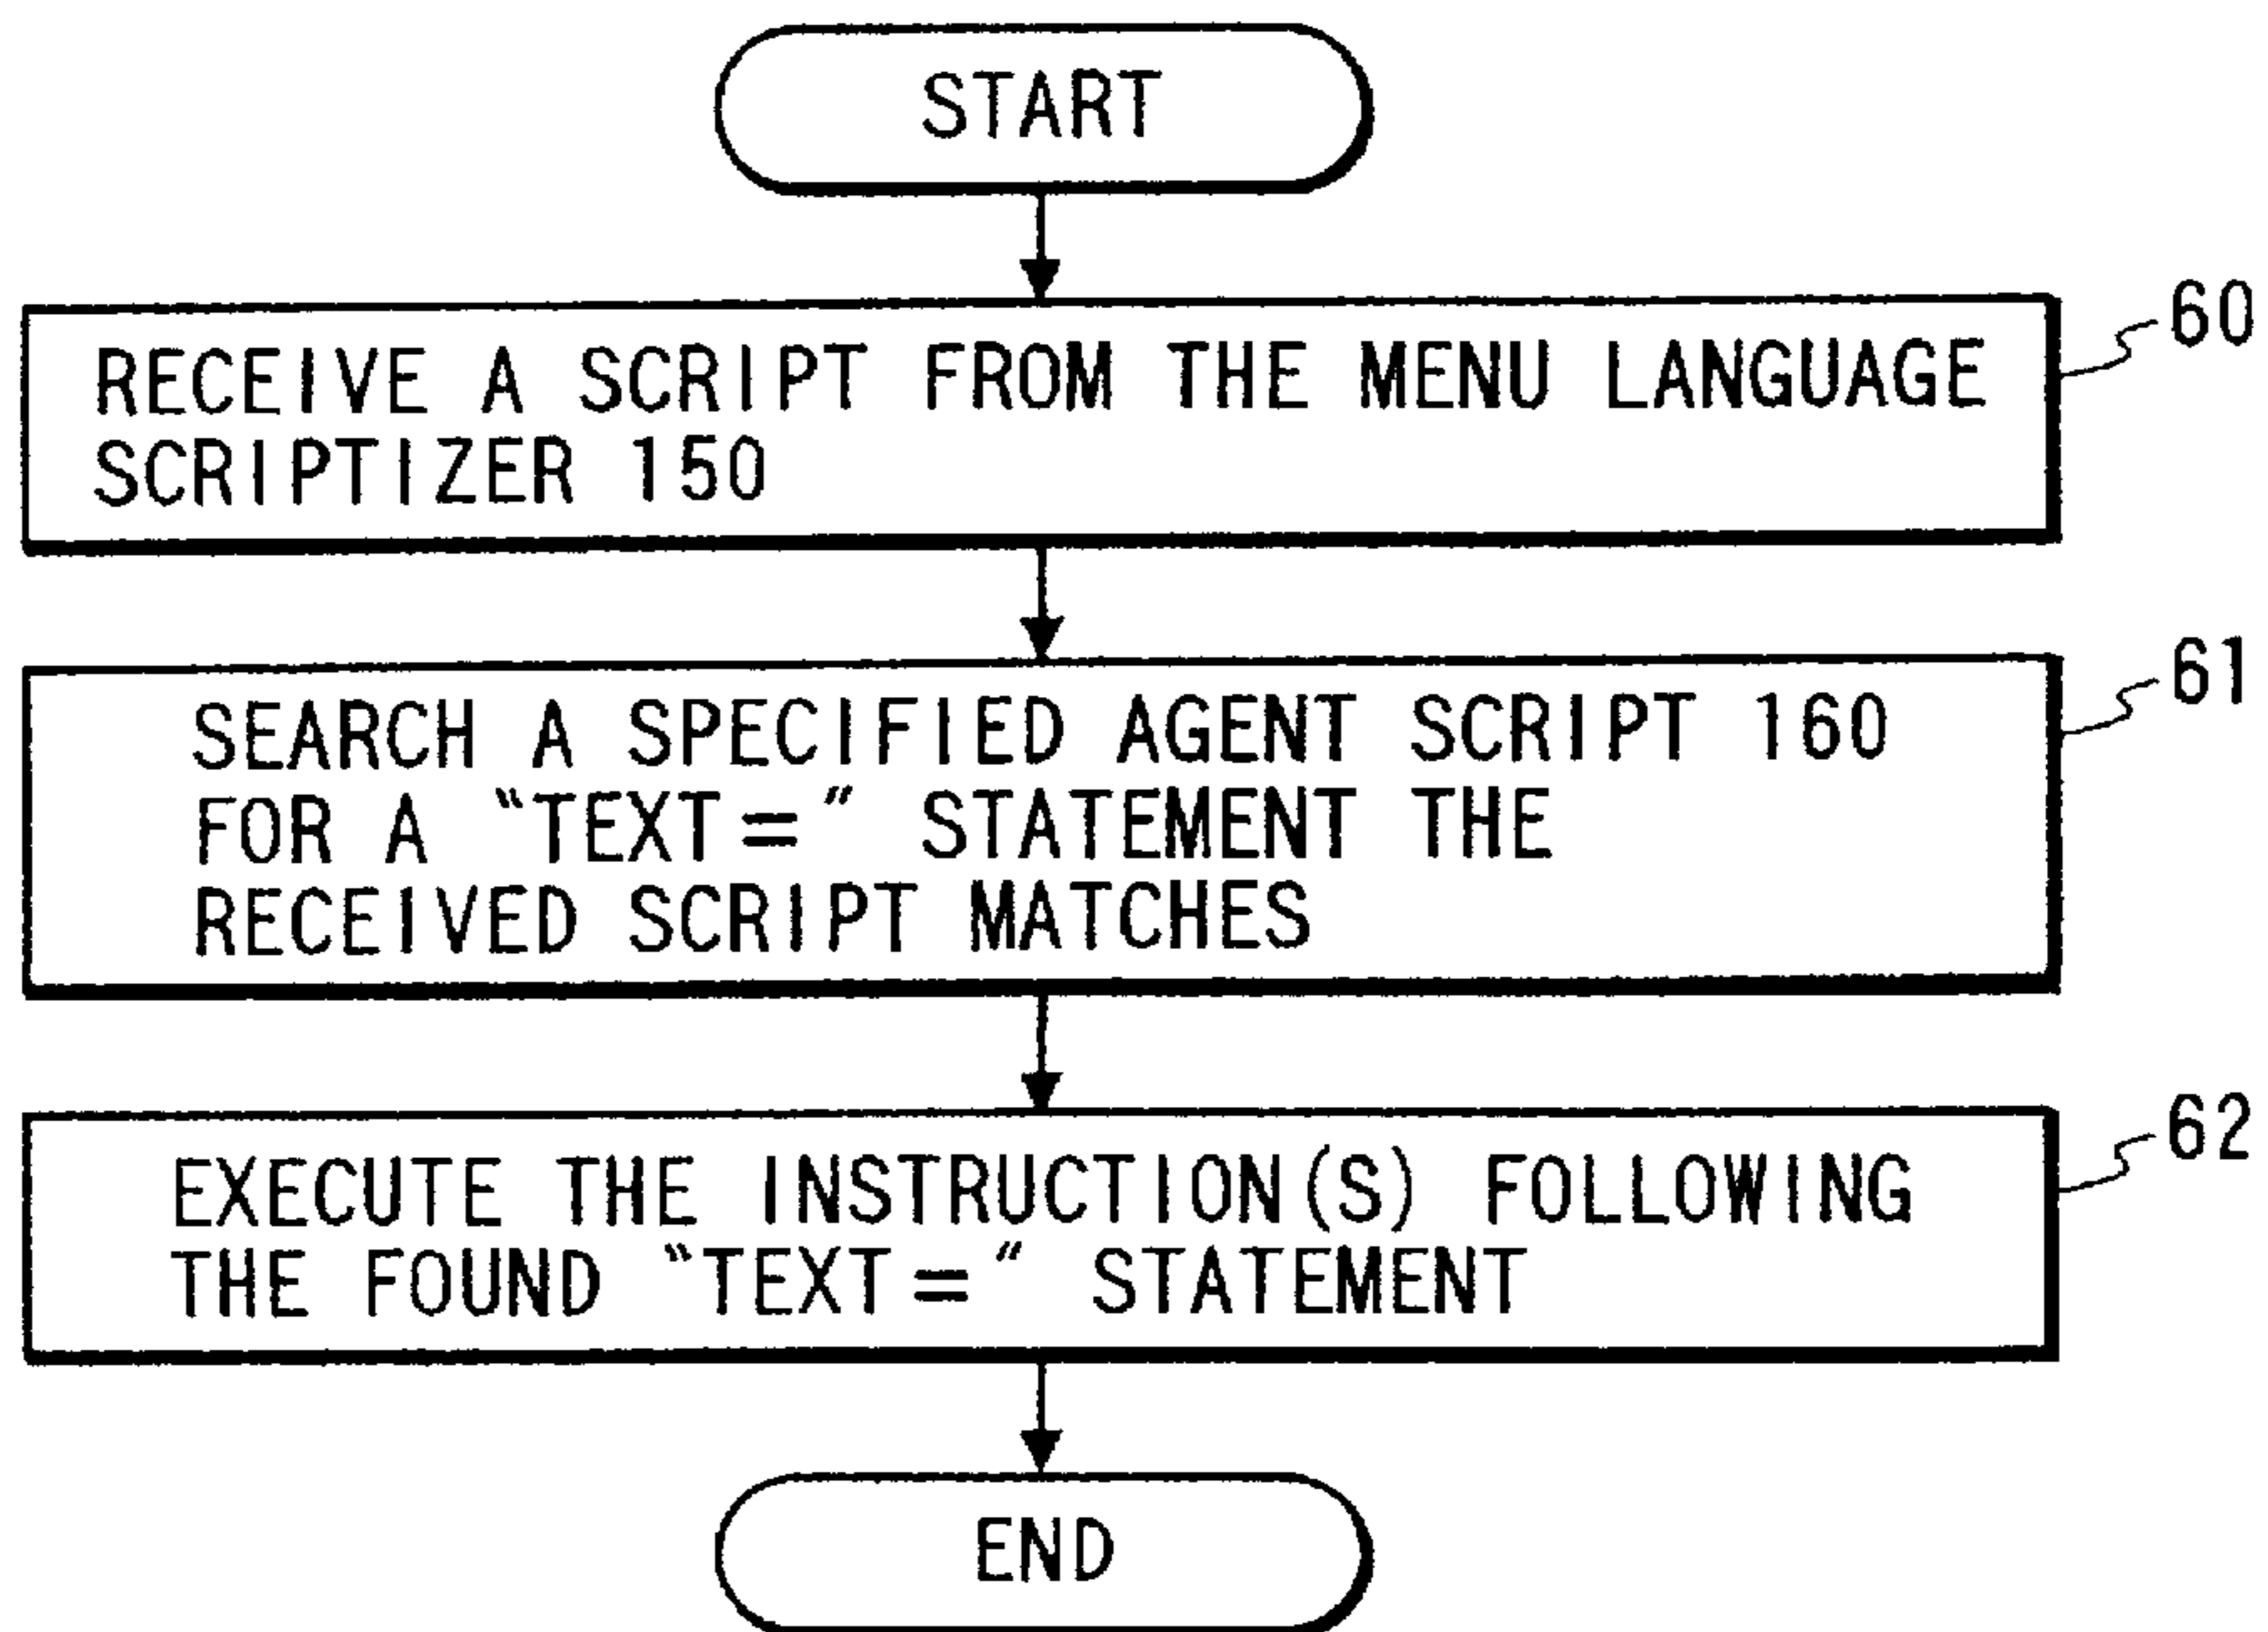 START
RECEIVE A SCRIPT FROM THE MENU LANGUAGE
SCRIPTIZER 150
60
SEARCH A SPECIFIED AGENT SCRIPT 160
FOR A “TEXT=” STATEMENT THE
RECEIVED SCRIPT MATCHES
61
EXECUTE THE INSTRUCTION(S) FOLLOWING
THE FOUND “TEXT=” STATEMENT
62
END